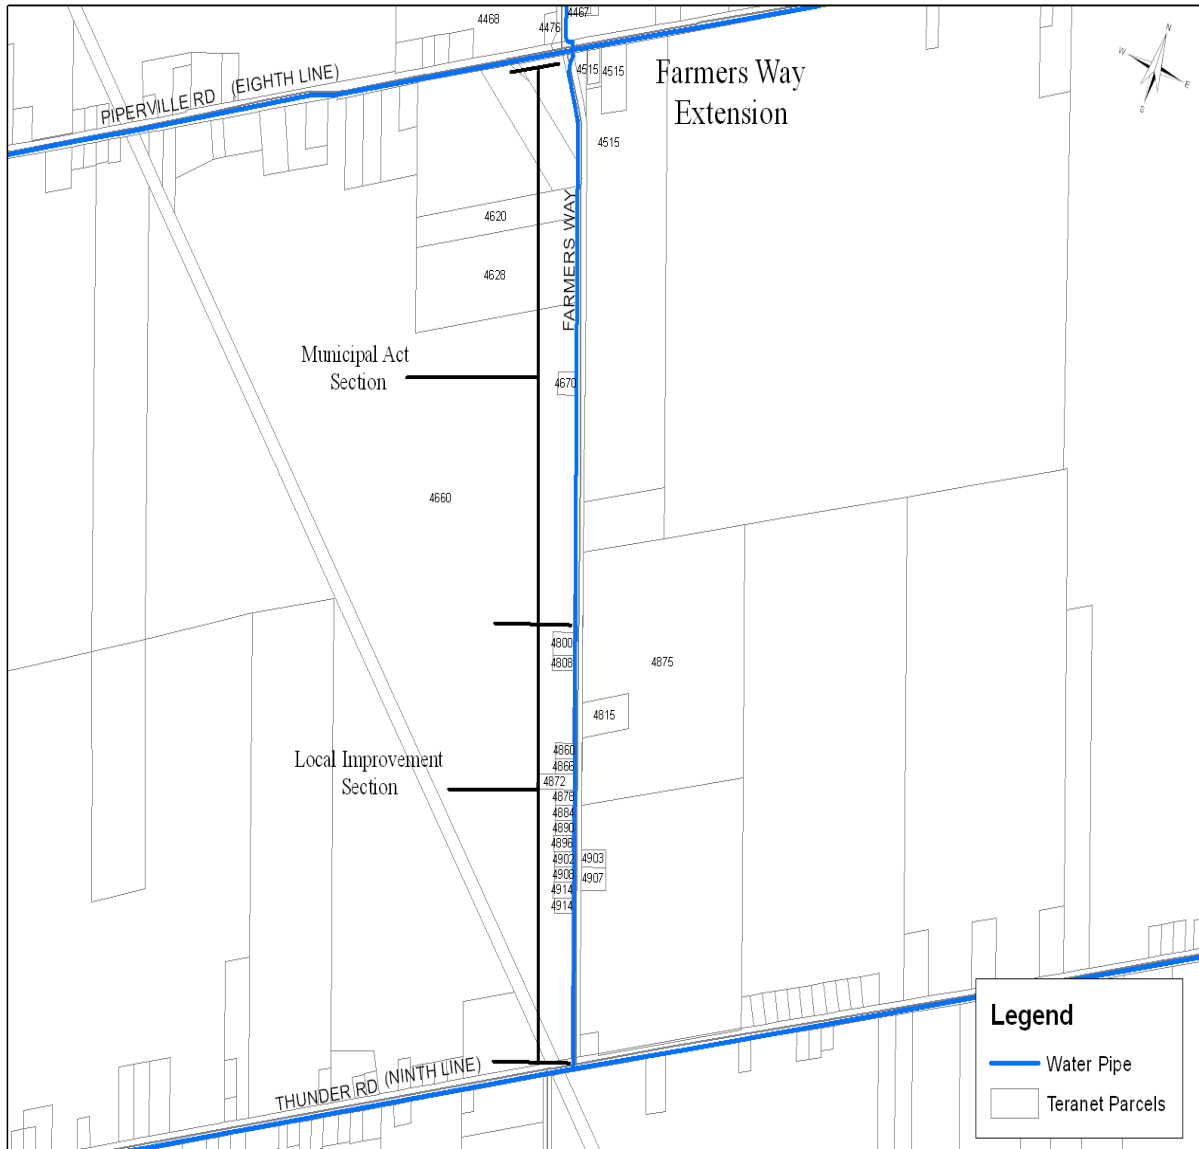 4468
4467
4476
PIPERVILLE RD (EIGHTH LINE)
4515
4515
Farmers Way
Extension
N
W
E
S
4515
4620
FARMERS WAY
4628
Municipal Act
Section
4670
4660
4800
4808
4875
4815
4860
4866
Local Improvement
Section
4872
4878
4884
4890
4896
4902
4903
4908
4907
4914
4914
THUNDER RD (NINTH LINE)
Legend
Water Pipe
Teranet Parcels